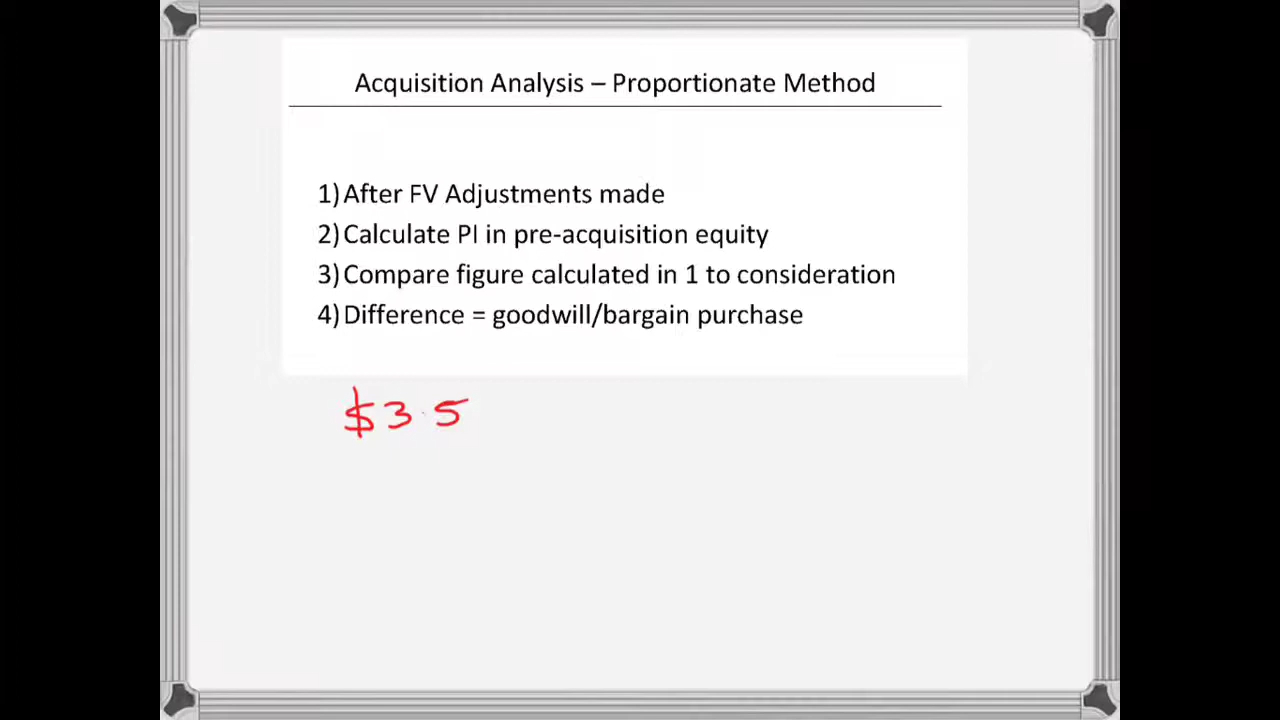 Acquisition Analysis – Proportionate Method
1) After FV Adjustments made
2) Calculate PI in pre-acquisition equity
3) Compare figure calculated in 1 to consideration
4) Difference = goodwill/bargain purchase
$3.5